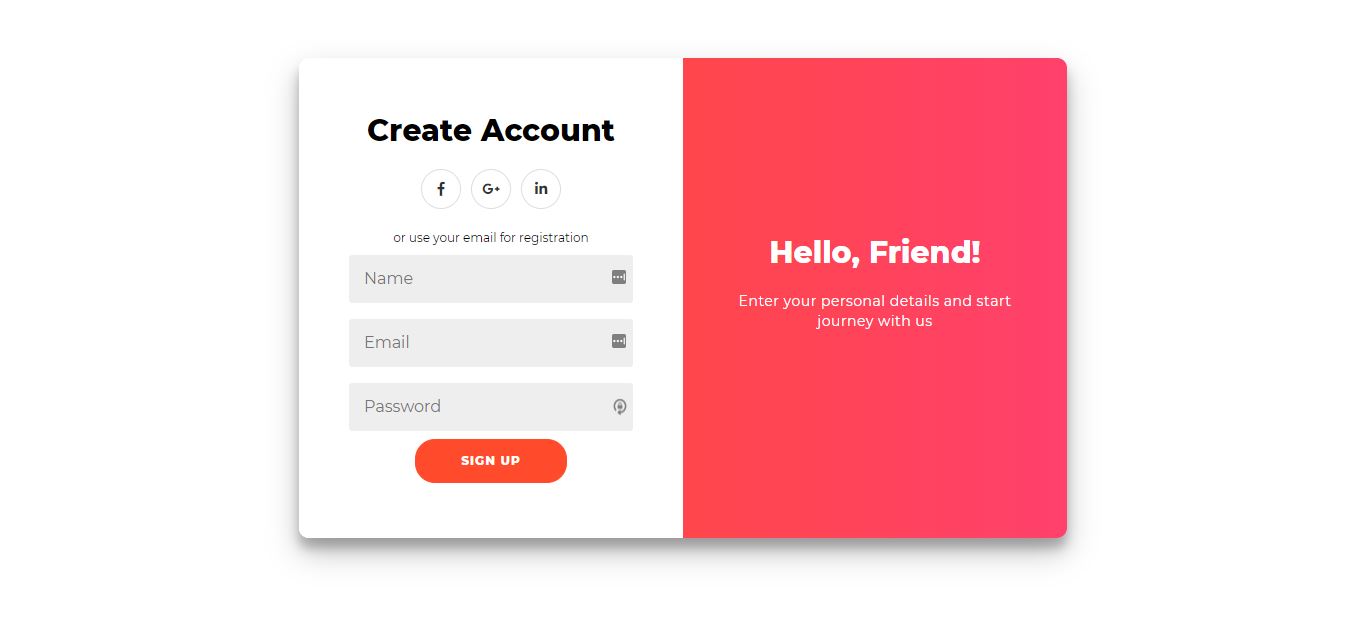 Create Account
f G+ in
or use your email for registration
Name
Email
Password
SIGN UP
Hello, Friend!
Enter your personal details and start
journey with us